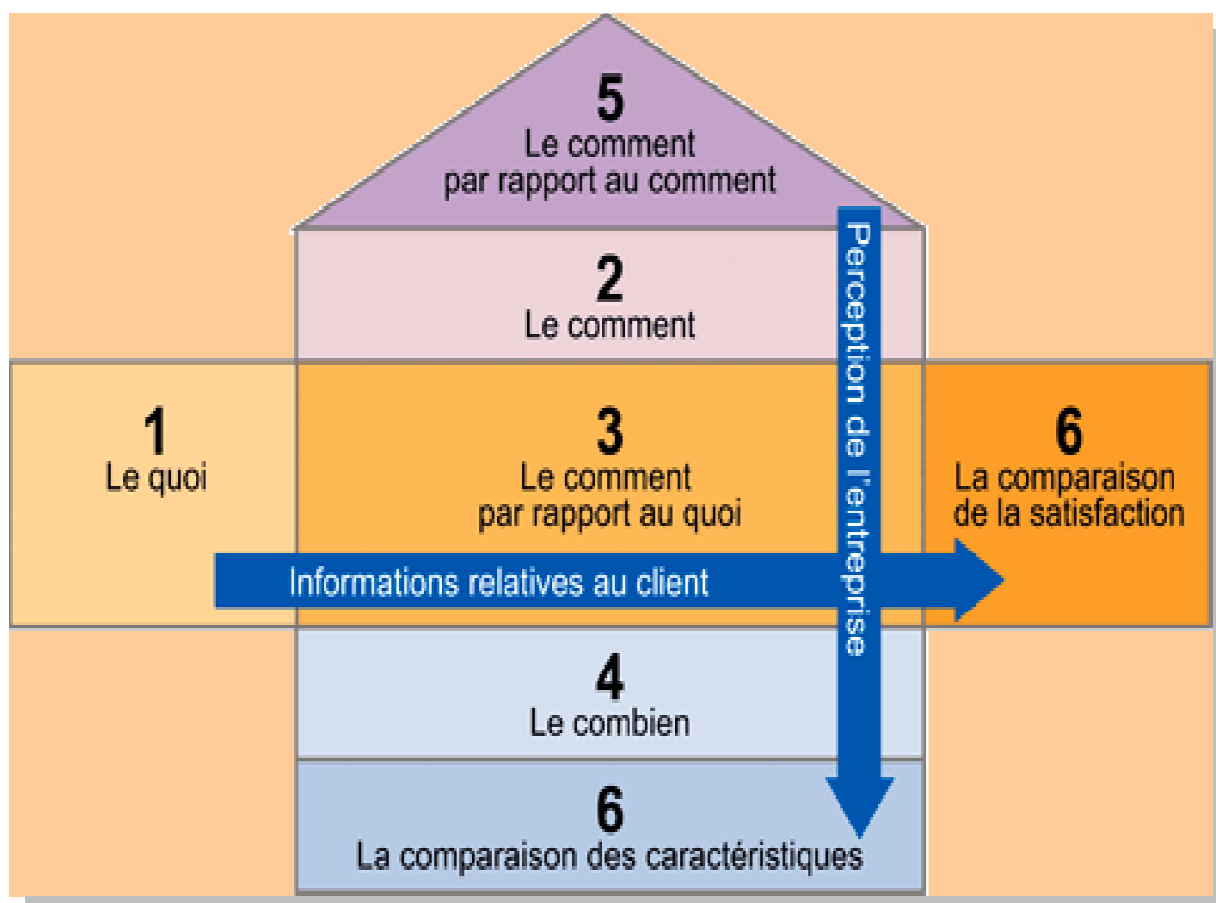 5
Le comment
par rapport au comment
2
Le comment
Perception de l'entreprise
1
Le quoi
3
Le comment
par rapport au quoi
6
La comparaison
de la satisfaction
Informations relatives au client
4
Le combien
6
La comparaison des caractéristiques